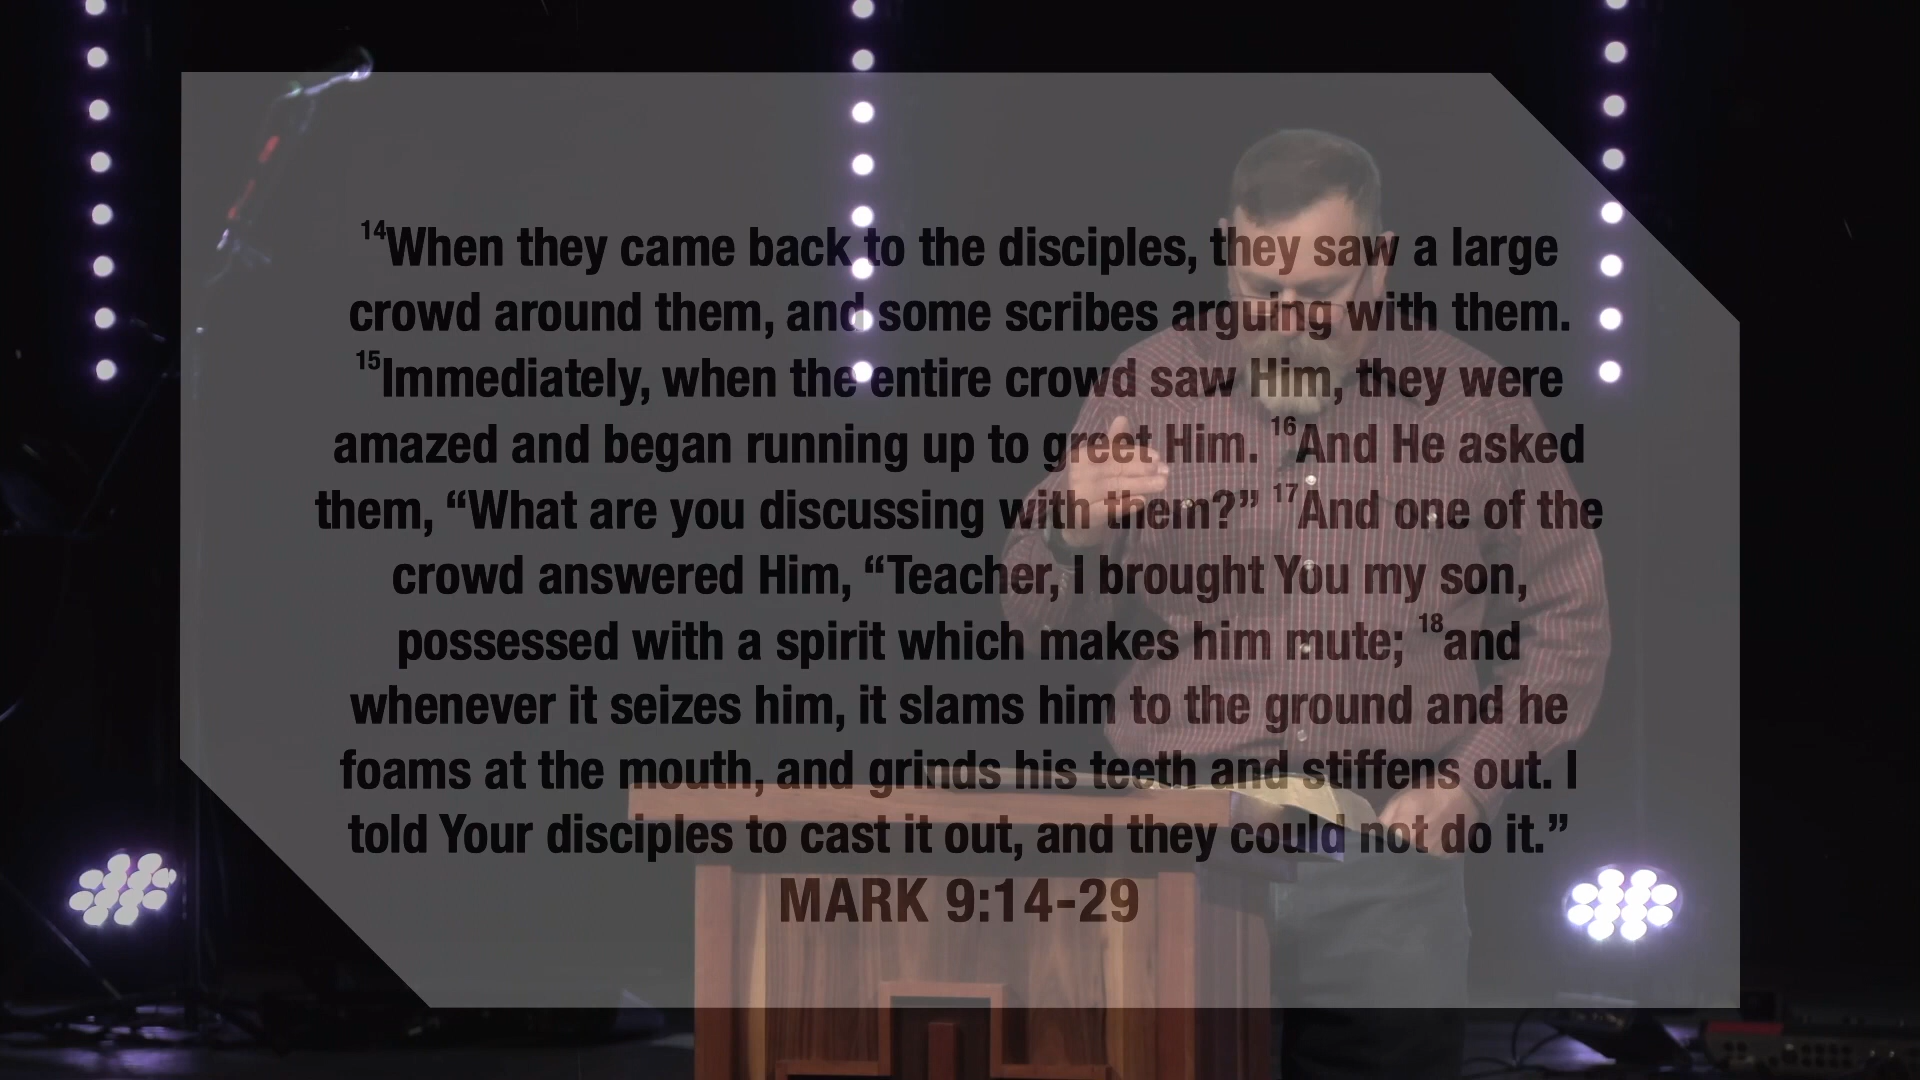 14When they came back to the disciples, they saw a large
crowd around them, and some scribes arguing with them.
15Immediately, when the entire crowd saw Him, they were
amazed and began running up to greet Him. 16And He asked
them, “What are you discussing with them?” 17And one of the
crowd answered Him, “Teacher, I brought You my son,
possessed with a spirit which makes him mute; 18and
whenever it seizes him, it slams him to the ground and he
foams at the mouth, and grinds his teeth and stiffens out. I
told Your disciples to cast it out, and they could not do it.”
MARK 9:14-29